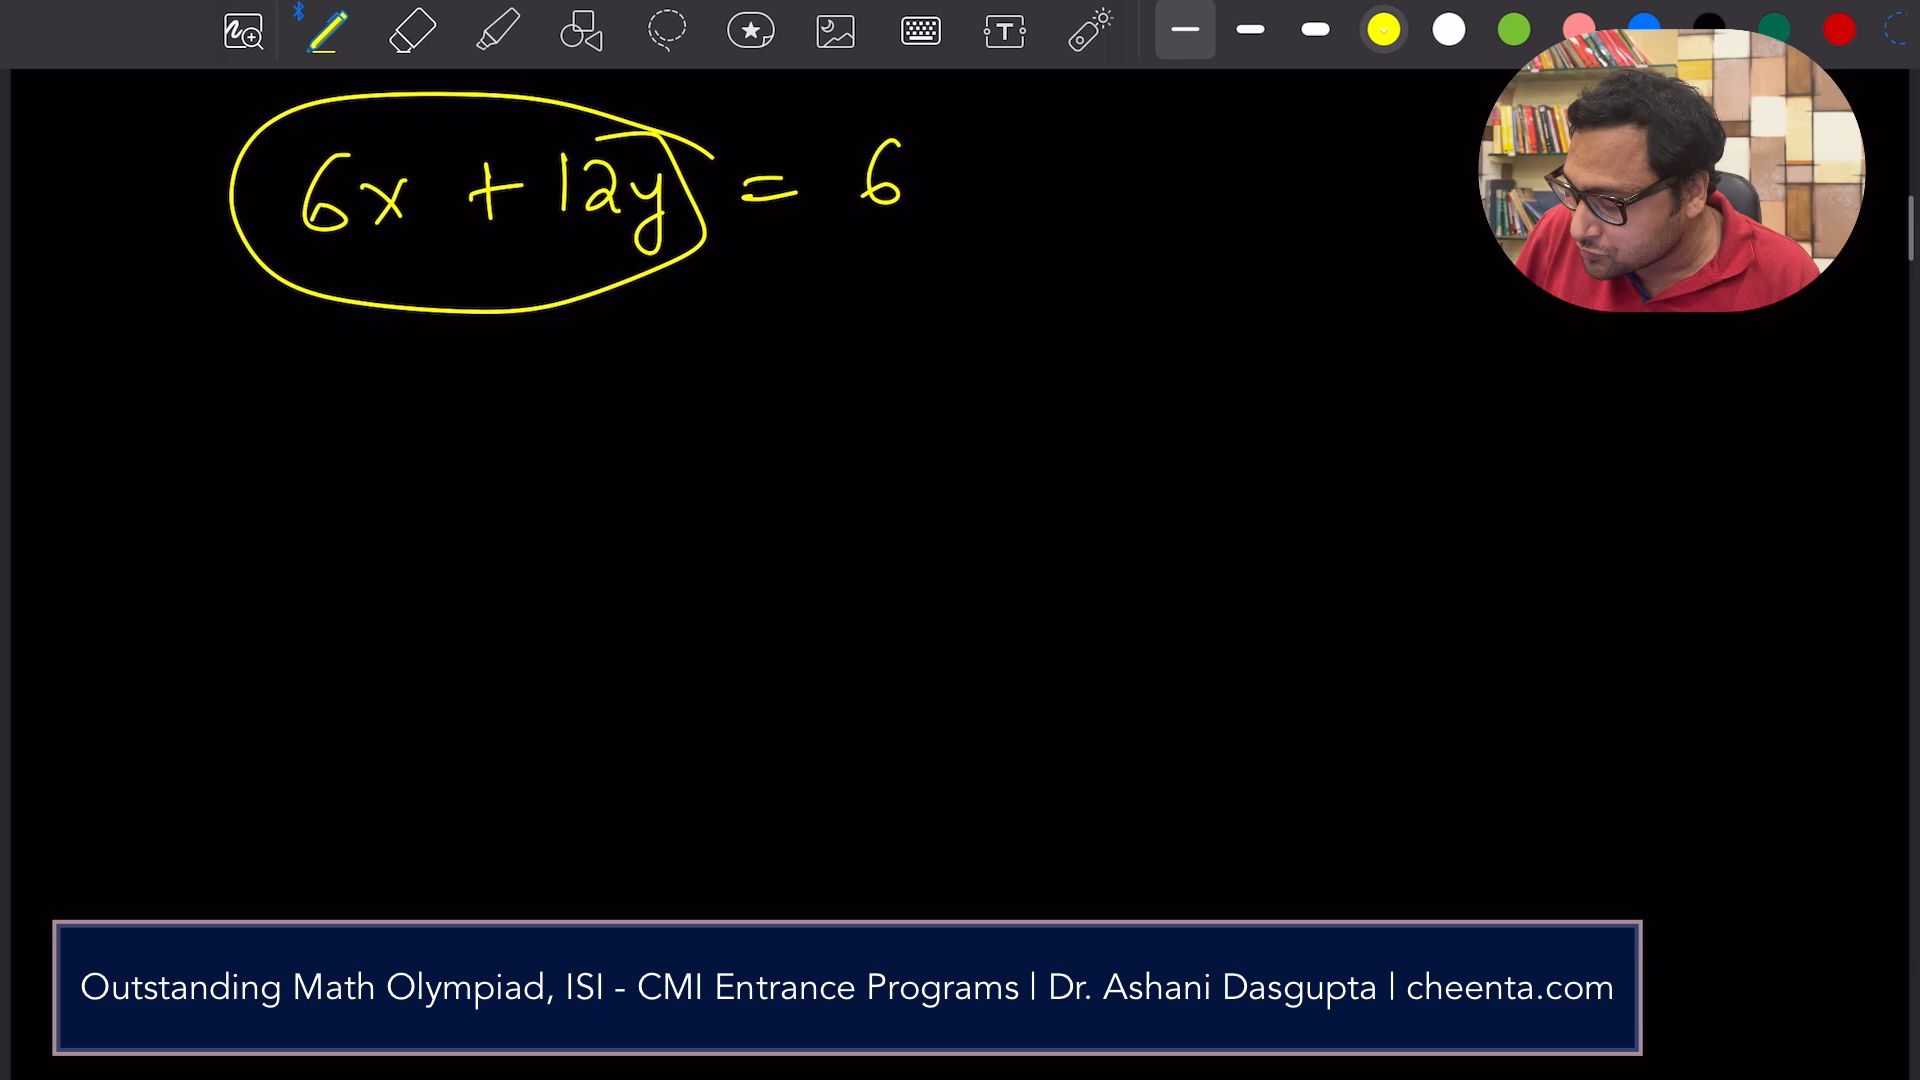 6x + 12y = 6
Outstanding Math Olympiad, ISI - CMI Entrance Programs | Dr. Ashani Dasgupta | cheenta.com